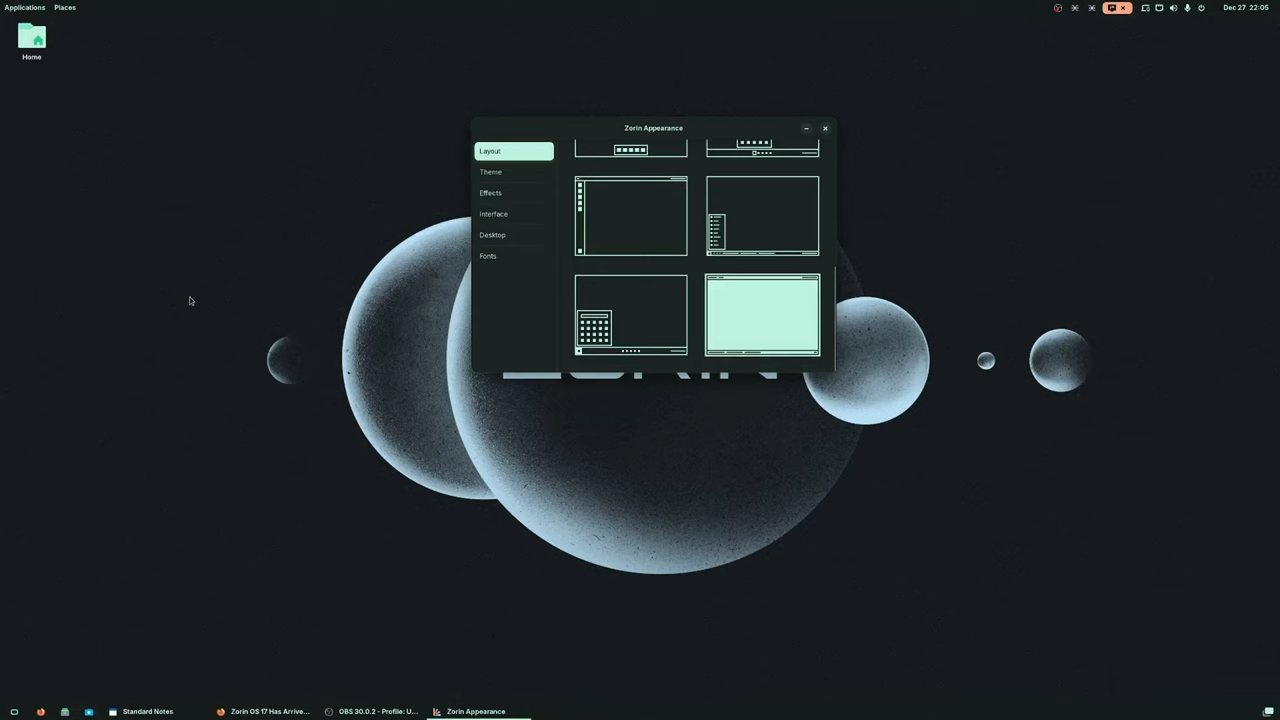 Applications Places
Dec 27 22:05
Home
Zorin Appearance
Layout
Theme
Effects
Interface
Desktop
Fonts
ZORIN
Standard Notes
Zorin OS 17 Has Arrive...
OBS 30.0.2 - Profile: U...
Zorin Appearance